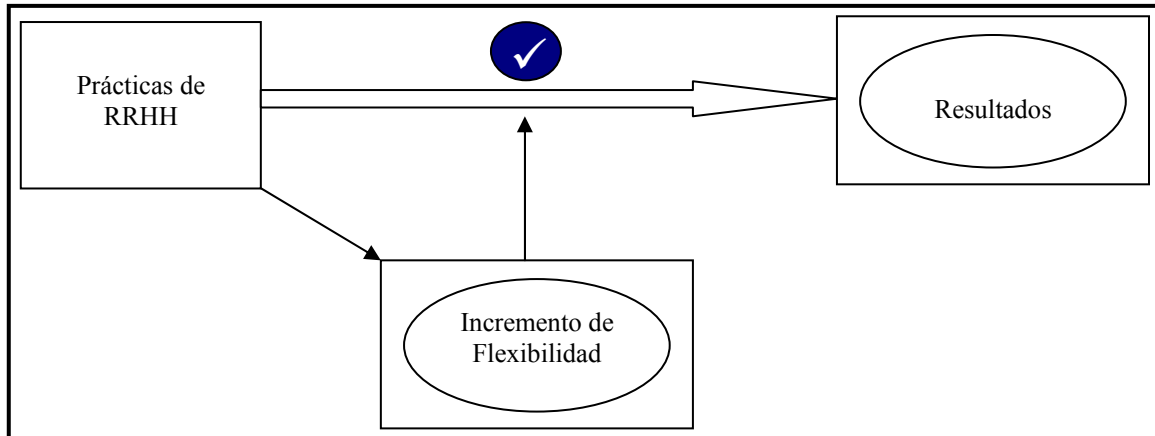 Prácticas de
RRHH
Resultados
Incremento de
Flexibilidad